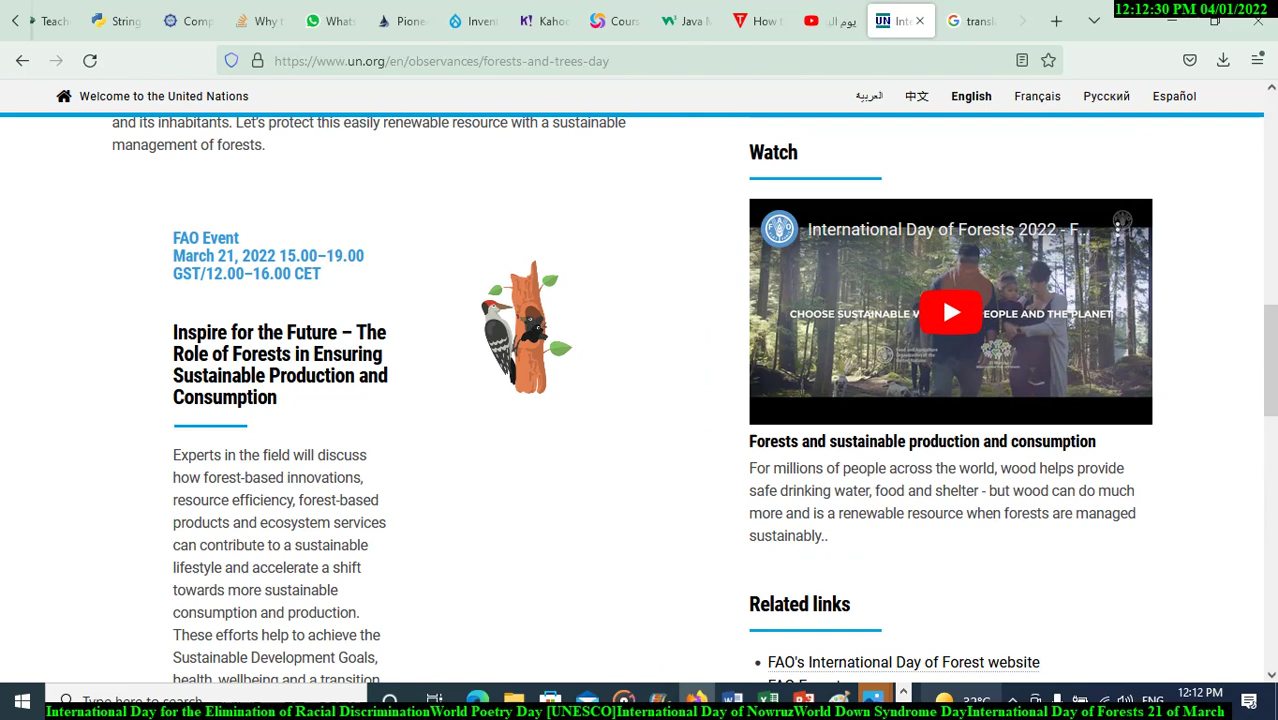 12:12:30 PM 04/01/2022
Teach
String
Comp
Why t
Whats
Pione
Inven
Kaho
Cours
Java M
How t
يوم الذ
UN Inte
transl
https://www.un.org/en/observances/forests-and-trees-day
Welcome to the United Nations
العربية
中文
English
Français
Русский
Español
and its inhabitants. Let's protect this easily renewable resource with a sustainable
management of forests.
FAO Event
March 21, 2022 15.00–19.00
GST/12.00–16.00 CET
Inspire for the Future – The
Role of Forests in Ensuring
Sustainable Production and
Consumption
Experts in the field will discuss
how forest-based innovations,
resource efficiency, forest-based
products and ecosystem services
can contribute to a sustainable
lifestyle and accelerate a shift
towards more sustainable
consumption and production.
These efforts help to achieve the
Sustainable Development Goals,
health, wellbeing and a transition
Watch
International Day of Forests 2022 - F...
Forests and sustainable production and consumption
For millions of people across the world, wood helps provide
safe drinking water, food and shelter - but wood can do much
more and is a renewable resource when forests are managed
sustainably..
Related links
FAO's International Day of Forest website
Type here to search
32°
ENG
12:12 PM
International Day for the Elimination of Racial DiscriminationWorld Poetry Day [UNESCO]International Day of NowruzWorld Down Syndrome DayInternational Day of Forests 21 of March